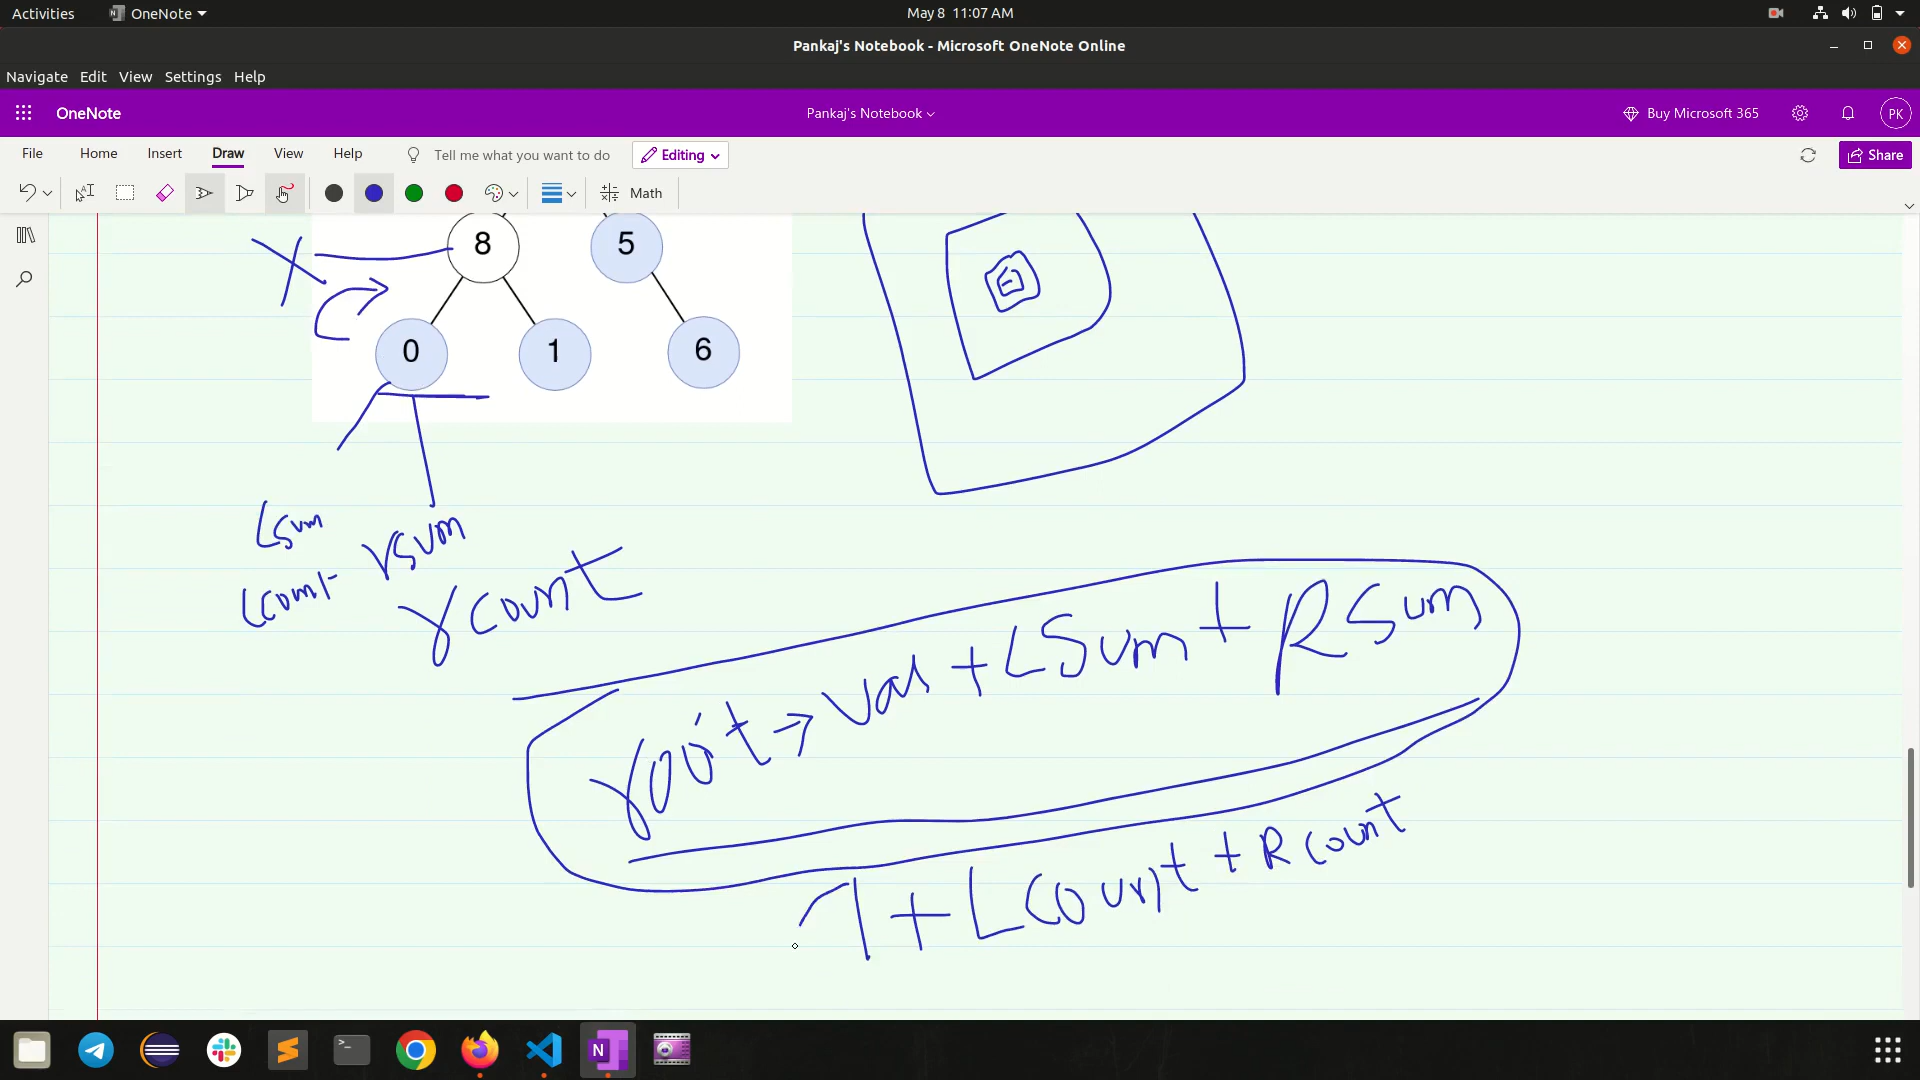 Activities OneNote May 8 11:07 AM
Pankaj's Notebook - Microsoft OneNote Online
Navigate Edit View Settings Help
OneNote Pankaj's Notebook Buy Microsoft 365 PK
File Home Insert Draw View Help Tell me what you want to do Editing Share
Math
8 5
0 1 6
Lsum
rsum
Lcount
rcount
root → val + LSum + RSum
1 + LCount + Rcount